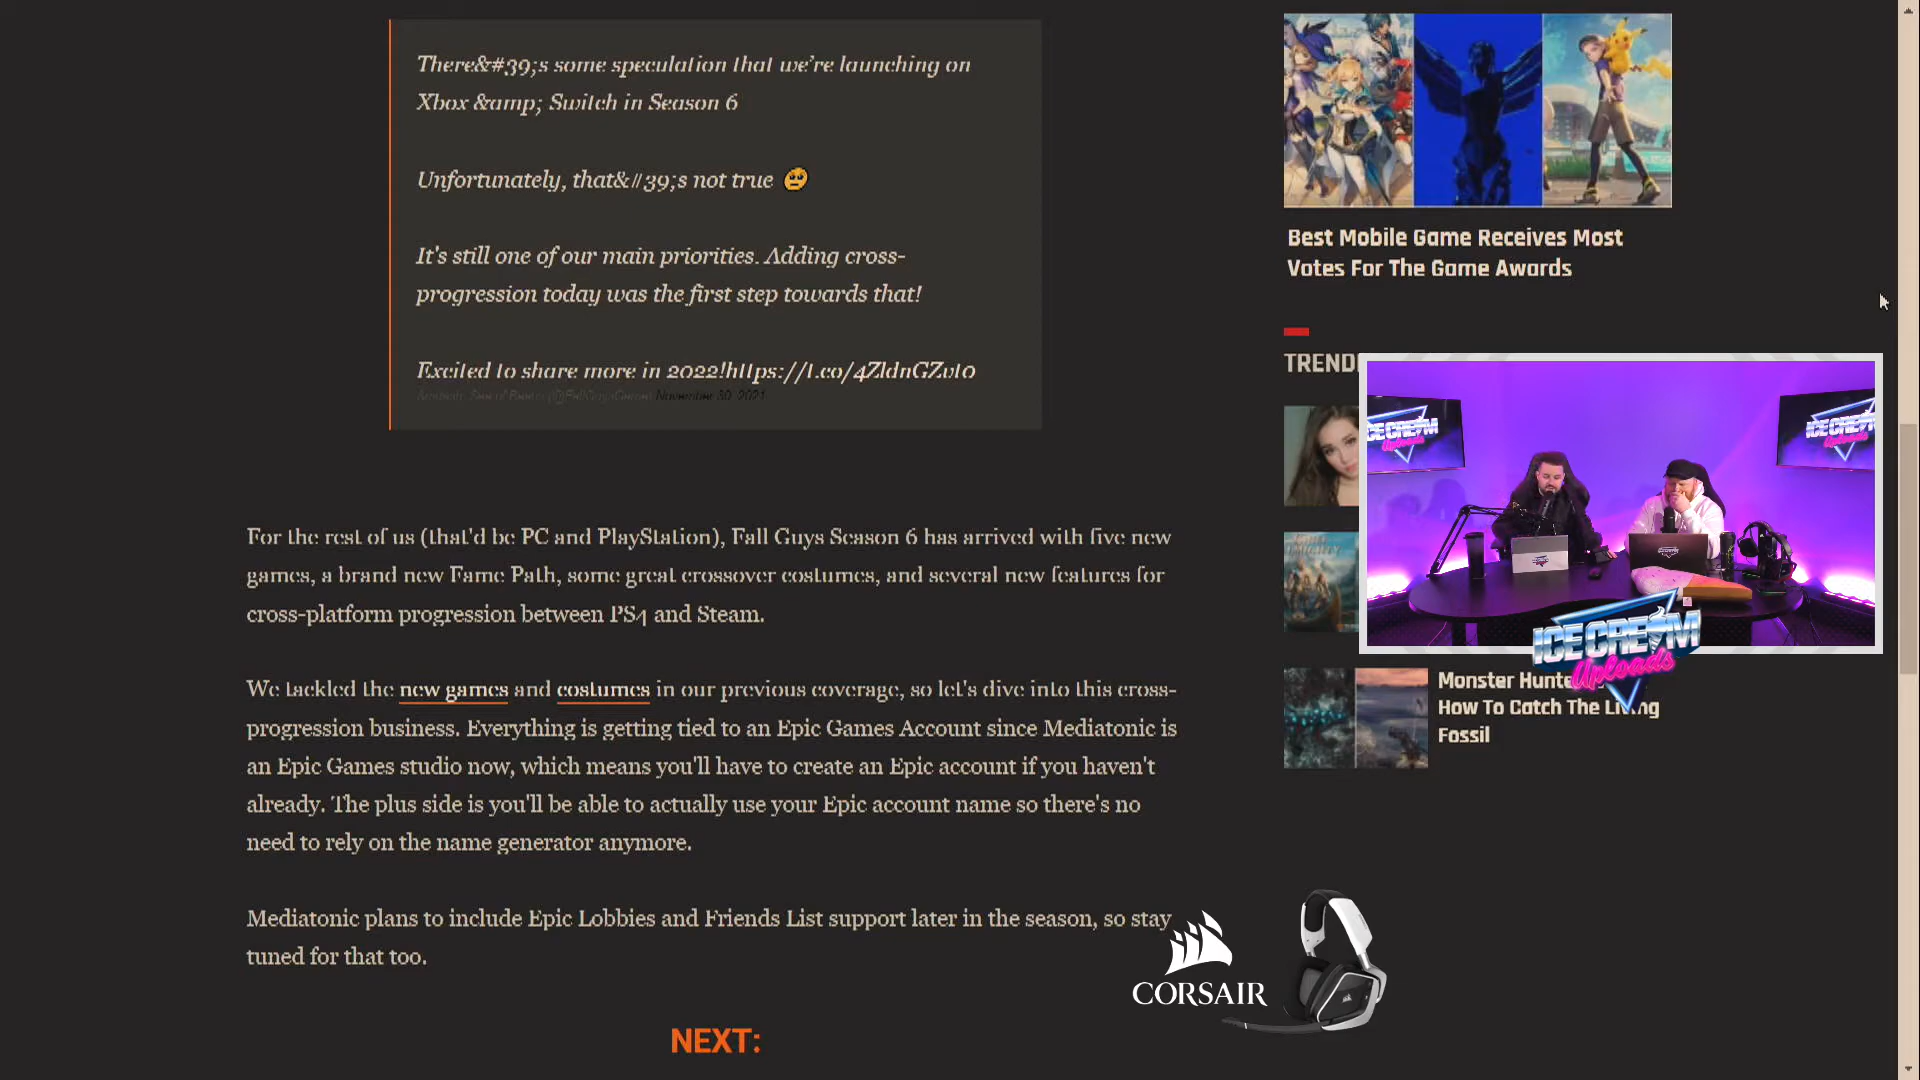 There&#39;s some speculation that we're launching on
Xbox &amp; Switch in Season 6
Unfortunately, that&#39;s not true
It's still one of our main priorities. Adding cross-
progression today was the first step towards that!
Excited to share more in 2022!https://t.co/4ZldnGZvt0
November 30, 2021
For the rest of us (that'd be PC and PlayStation), Fall Guys Season 6 has arrived with five new
games, a brand new Fame Path, some great crossover costumes, and several new features for
cross-platform progression between PS4 and Steam.
We tackled the new games and costumes in our previous coverage, so let's dive into this cross-
progression business. Everything is getting tied to an Epic Games Account since Mediatonic is
an Epic Games studio now, which means you'll have to create an Epic account if you haven't
already. The plus side is you'll be able to actually use your Epic account name so there's no
need to rely on the name generator anymore.
Mediatonic plans to include Epic Lobbies and Friends List support later in the season, so stay
tuned for that too.
NEXT:
Best Mobile Game Receives Most
Votes For The Game Awards
TREND
ICE CREAM
Uploads
ICE CREAM
Uploads
ICE CREAM
Uploads
Monster Hunte
How To Catch The Living
Fossil
CORSAIR